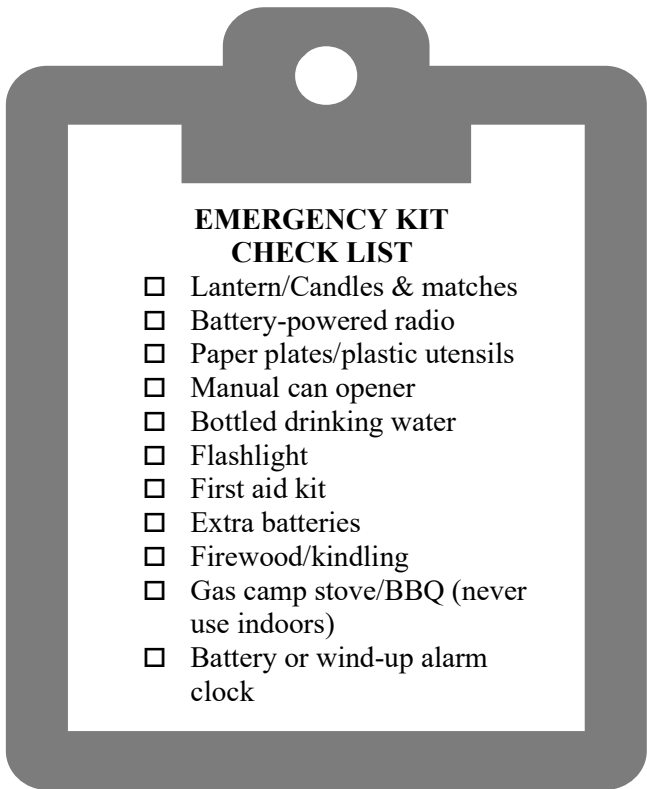 EMERGENCY KIT
CHECK LIST
Lantern/Candles & matches
Battery-powered radio
Paper plates/plastic utensils
Manual can opener
Bottled drinking water
Flashlight
First aid kit
Extra batteries
Firewood/kindling
Gas camp stove/BBQ (never
use indoors)
Battery or wind-up alarm
clock